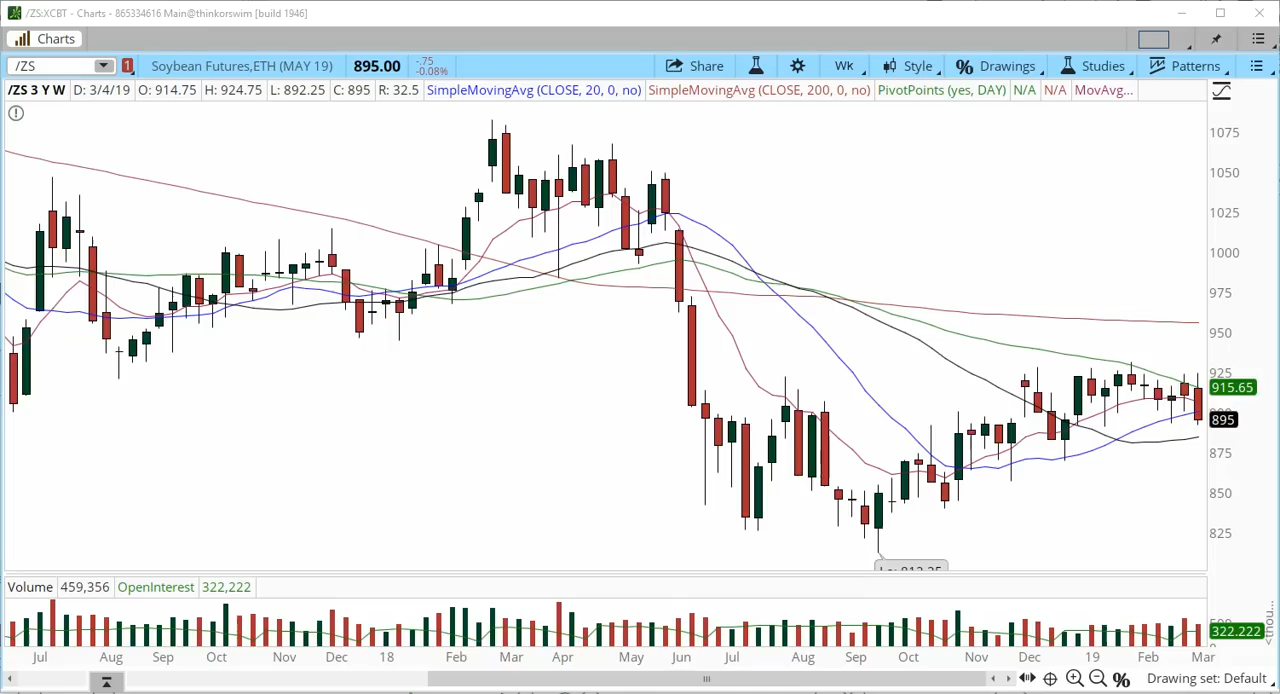 /ZS:XCBT - Charts - 865334616 Main@thinkorswim [build 1946]
Charts
/ZS 1 Soybean Futures,ETH (MAY 19) 895.00 -.75 -0.08% Share Wk Style % Drawings Studies Patterns
/ZS 3 Y W D: 3/4/19 O: 914.75 H: 924.75 L: 892.25 C: 895 R: 32.5 SimpleMovingAvg (CLOSE, 20, 0, no) SimpleMovingAvg (CLOSE, 200, 0, no) PivotPoints (yes, DAY) N/A N/A MovAvg...
1075
1050
1025
1000
975
950
925
915.65
895
875
850
825
Volume 459,356 OpenInterest 322,222
322.222
Jul Aug Sep Oct Nov Dec 18 Feb Mar Apr May Jun Jul Aug Sep Oct Nov Dec 19 Feb Mar
% Drawing set: Default